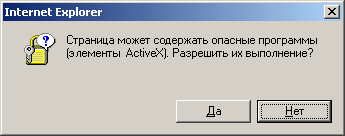 Internet Explorer
Страница может содержать опасные программы
(элементы ActiveX). Разрешить их выполнение?
Да
Нет